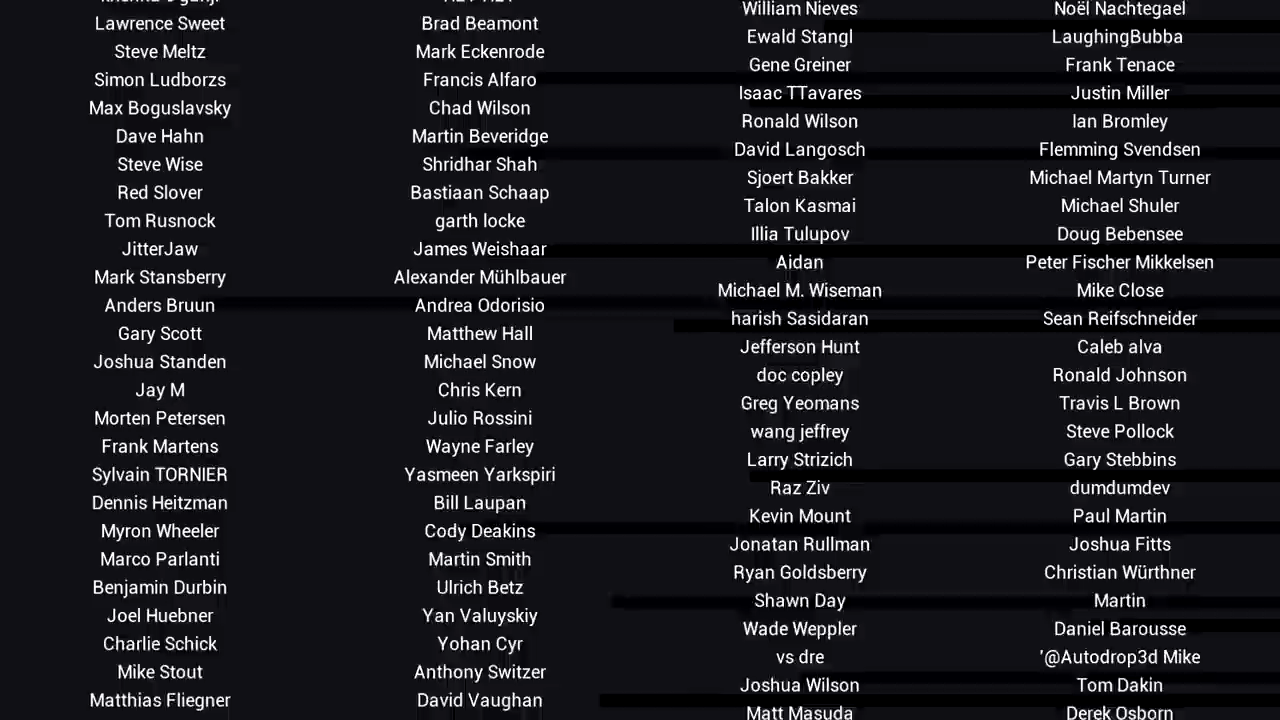 Lawrence Sweet
Steve Meltz
Simon Ludborzs
Max Boguslavsky
Dave Hahn
Steve Wise
Red Slover
Tom Rusnock
JitterJaw
Mark Stansberry
Anders Bruun
Gary Scott
Joshua Standen
Jay M
Morten Petersen
Frank Martens
Sylvain TORNIER
Dennis Heitzman
Myron Wheeler
Marco Parlanti
Benjamin Durbin
Joel Huebner
Charlie Schick
Mike Stout
Matthias Fliegner
Brad Beamont
Mark Eckenrode
Francis Alfaro
Chad Wilson
Martin Beveridge
Shridhar Shah
Bastiaan Schaap
garth locke
James Weishaar
Alexander Mühlbauer
Andrea Odorisio
Matthew Hall
Michael Snow
Chris Kern
Julio Rossini
Wayne Farley
Yasmeen Yarkspiri
Bill Laupan
Cody Deakins
Martin Smith
Ulrich Betz
Yan Valuyskiy
Yohan Cyr
Anthony Switzer
David Vaughan
William Nieves
Ewald Stangl
Gene Greiner
Isaac TTavares
Ronald Wilson
David Langosch
Sjoert Bakker
Talon Kasmai
Illia Tulupov
Aidan
Michael M. Wiseman
harish Sasidaran
Jefferson Hunt
doc copley
Greg Yeomans
wang jeffrey
Larry Strizich
Raz Ziv
Kevin Mount
Jonatan Rullman
Ryan Goldsberry
Shawn Day
Wade Weppler
vs dre
Joshua Wilson
Matt Masuda
Noël Nachtegael
LaughingBubba
Frank Tenace
Justin Miller
Ian Bromley
Flemming Svendsen
Michael Martyn Turner
Michael Shuler
Doug Bebensee
Peter Fischer Mikkelsen
Mike Close
Sean Reifschneider
Caleb alva
Ronald Johnson
Travis L Brown
Steve Pollock
Gary Stebbins
dumdumdev
Paul Martin
Joshua Fitts
Christian Würthner
Martin
Daniel Barousse
'@Autodrop3d Mike
Tom Dakin
Derek Osborn